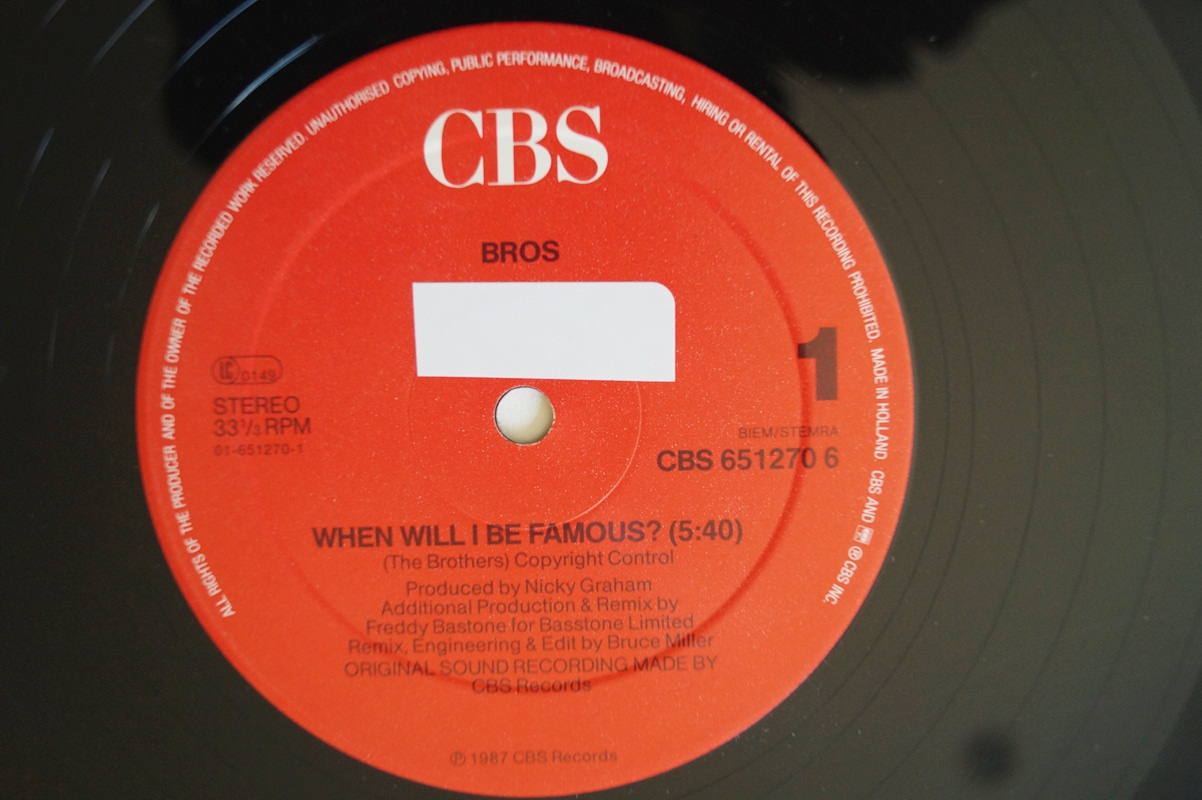 ALL RIGHTS OF THE PRODUCER AND OF THE OWNER OF THE RECORDED WORK RESERVED. UNAUTHORISED COPYING, PUBLIC PERFORMANCE, BROADCASTING, HIRING OR RENTAL OF THIS RECORDING PROHIBITED. MADE IN HOLLAND CBS AND ℗ CBS INC.
CBS
BROS
1
LC 0149
STEREO
33 1/3 RPM
01-651270-1
BIEM/STEMRA
CBS 651270 6
WHEN WILL I BE FAMOUS? (5:40)
(The Brothers) Copyright Control
Produced by Nicky Graham
Additional Production & Remix by
Freddy Bastone for Basstone Limited
Remix, Engineering & Edit by Bruce Miller
ORIGINAL SOUND RECORDING MADE BY
CBS Records
℗ 1987 CBS Records